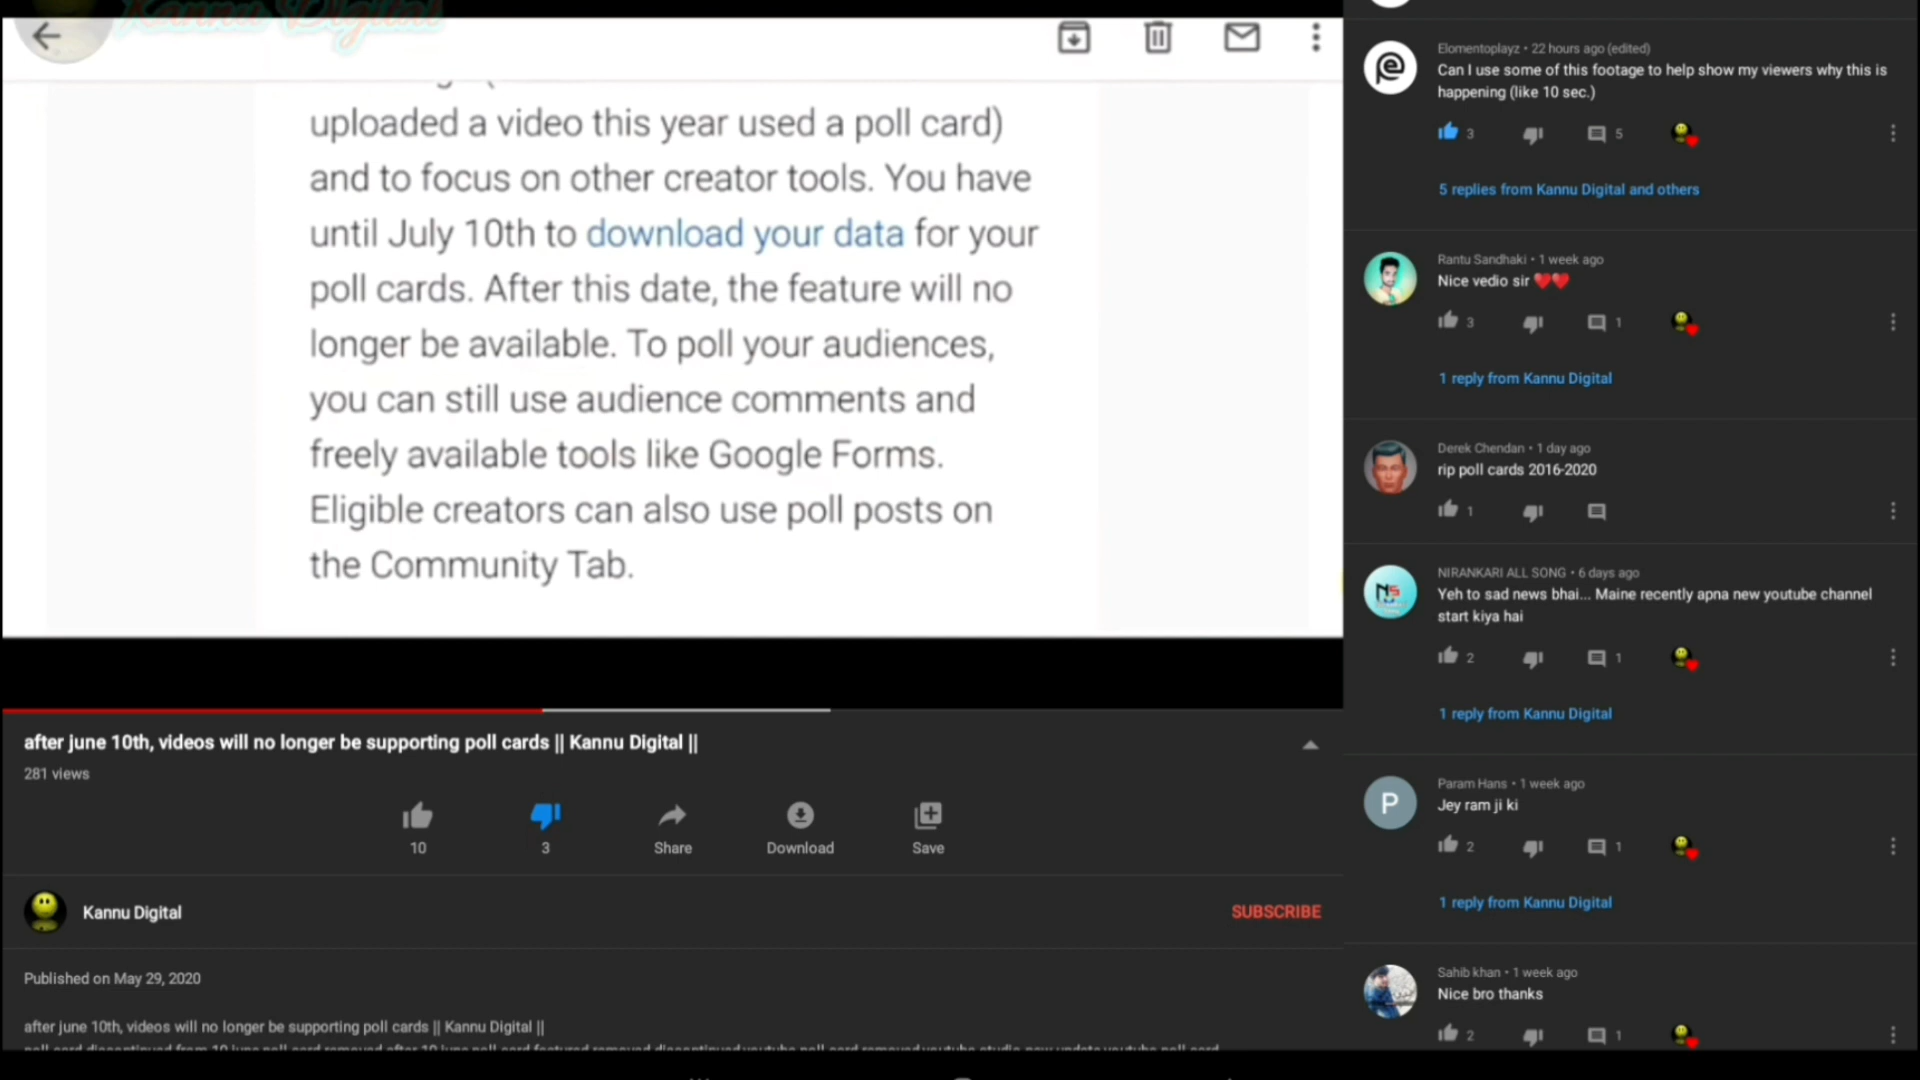 Kannu Digital
uploaded a video this year used a poll card)
and to focus on other creator tools. You have
until July 10th to download your data for your
poll cards. After this date, the feature will no
longer be available. To poll your audiences,
you can still use audience comments and
freely available tools like Google Forms.
Eligible creators can also use poll posts on
the Community Tab.
after june 10th, videos will no longer be supporting poll cards || Kannu Digital ||
281 views
10
3
Share
Download
Save
Kannu Digital
SUBSCRIBE
Published on May 29, 2020
after june 10th, videos will no longer be supporting poll cards || Kannu Digital ||
Elomentoplayz • 22 hours ago (edited)
Can I use some of this footage to help show my viewers why this is
happening (like 10 sec.)
3 5
5 replies from Kannu Digital and others
Rantu Sandhaki • 1 week ago
Nice vedio sir ❤️❤️
3 1
1 reply from Kannu Digital
Derek Chendan • 1 day ago
rip poll cards 2016-2020
1
NIRANKARI ALL SONG • 6 days ago
Yeh to sad news bhai... Maine recently apna new youtube channel
start kiya hai
2 1
1 reply from Kannu Digital
P
Param Hans • 1 week ago
Jey ram ji ki
2 1
1 reply from Kannu Digital
Sahib khan • 1 week ago
Nice bro thanks
2 1